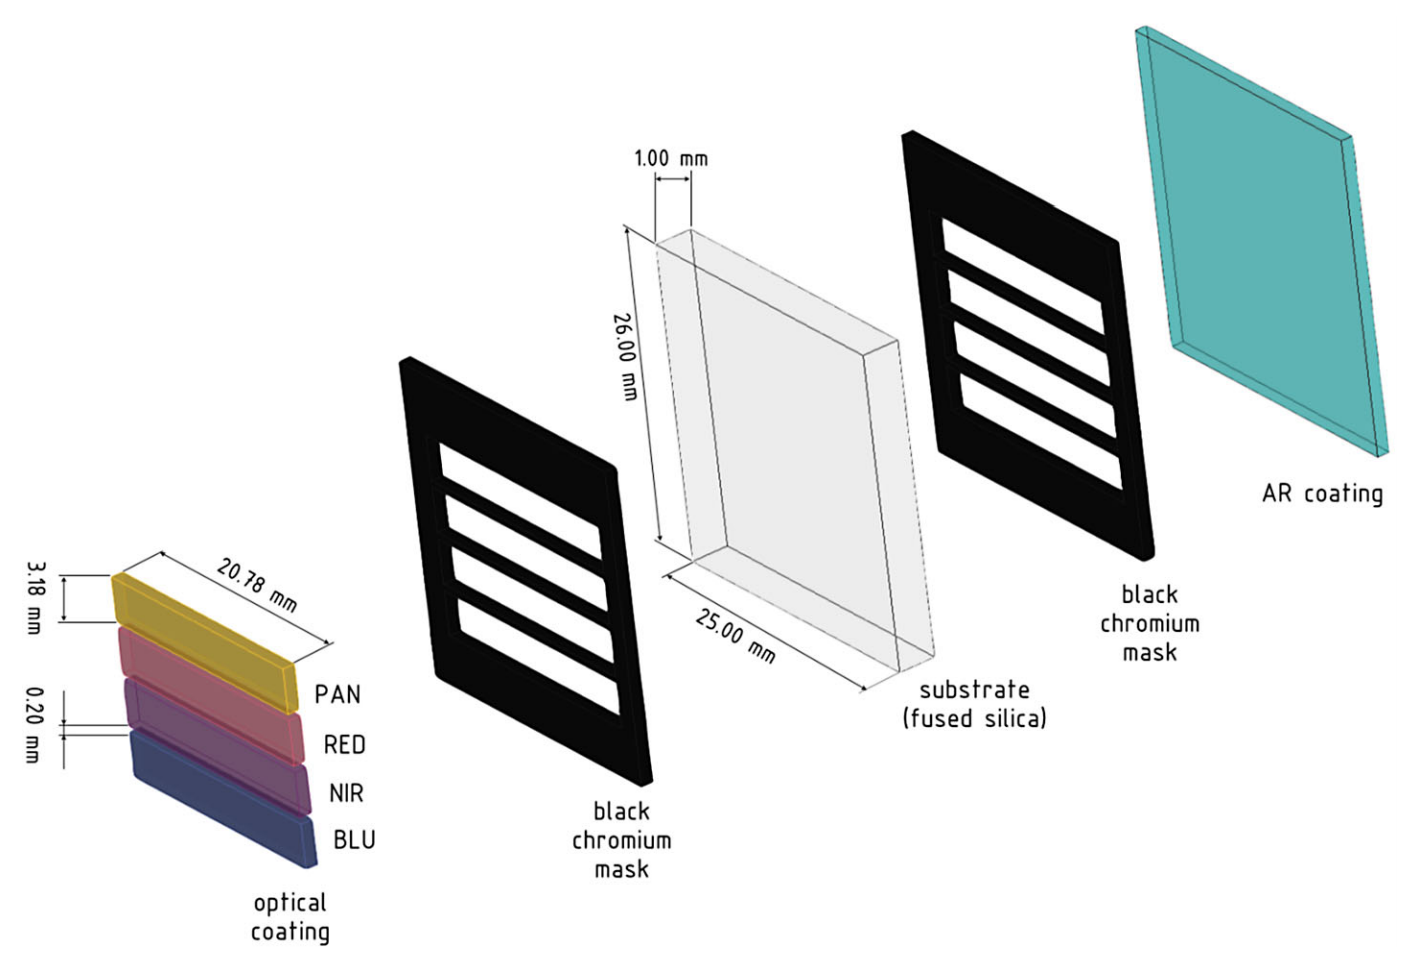 1.00 mm
26.00 mm
25.00 mm
AR coating
black
chromium
mask
substrate
(fused silica)
black
chromium
mask
3.18 mm
20.78 mm
0.20 mm
PAN
RED
NIR
BLU
optical
coating